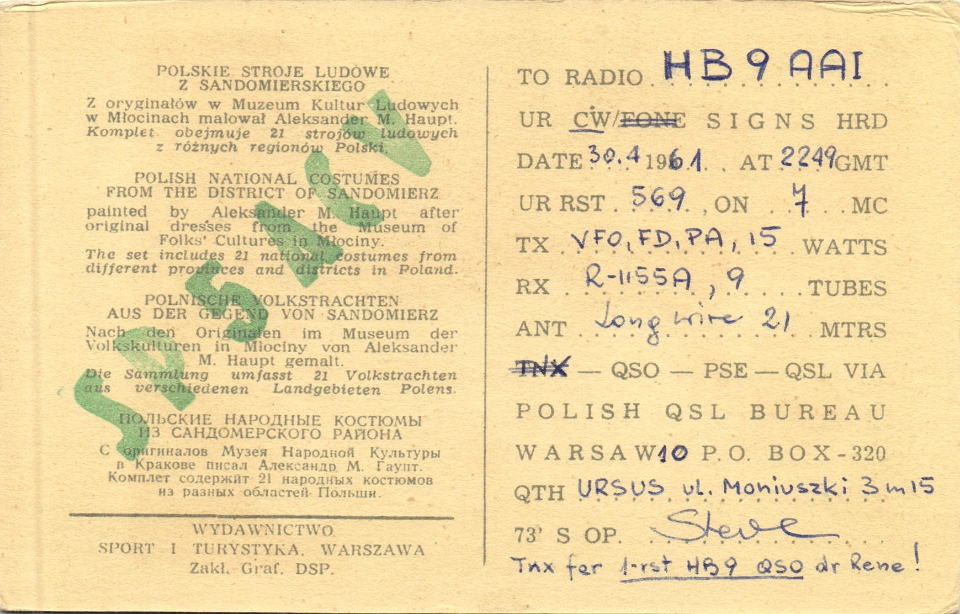 POLSKIE STROJE LUDOWE
Z SANDOMIERSKIEGO
Z oryginałów w Muzeum Kultur Ludowych
w Młocinach malował Aleksander M. Haupt.
Komplet obejmuje 21 strojów ludowych
z różnych regionów Polski.
POLISH NATIONAL COSTUMES
FROM THE DISTRICT OF SANDOMIERZ
painted by Aleksander M. Haupt after
original dresses from the Museum of
Folks' Cultures in Młociny.
The set includes 21 national costumes from
different provinces and districts in Poland.
POLNISCHE VOLKSTRACHTEN
AUS DER GEGEND VON SANDOMIERZ
Nach den Originalen im Museum der
Volkskulturen in Młociny von Aleksander
M. Haupt gemalt.
Die Sammlung umfasst 21 Volkstrachten
aus verschiedenen Landgebieten Polens.
ПОЛЬСКИЕ НАРОДНЫЕ КОСТЮМЫ
ИЗ САНДОМЕРСКОГО РАЙОНА
С оригиналов Музея Народной Культуры
в Кракове писал Александр М. Гаупт.
Комплет содержит 21 народных костюмов
из разных областей Польши.
WYDAWNICTWO
SPORT I TURYSTYKA, WARSZAWA
Zakł. Graf. DSP.
TO RADIO HB9AAI
UR CW/FONE SIGNS HRD
DATE 30.4 1961 AT 2249 GMT
UR RST 569, ON 7 MC
TX VFO, FD, PA, 15 WATTS
RX R-1155A, 9 TUBES
ANT Long wire 21 MTRS
TNX — QSO — PSE — QSL VIA
POLISH QSL BUREAU
WARSAW 10 P.O. BOX-320
QTH URSUS ul. Moniuszki 3 m 15
73' S OP. Steve
Tnx fer 1-rst HB9 QSO dr Rene!